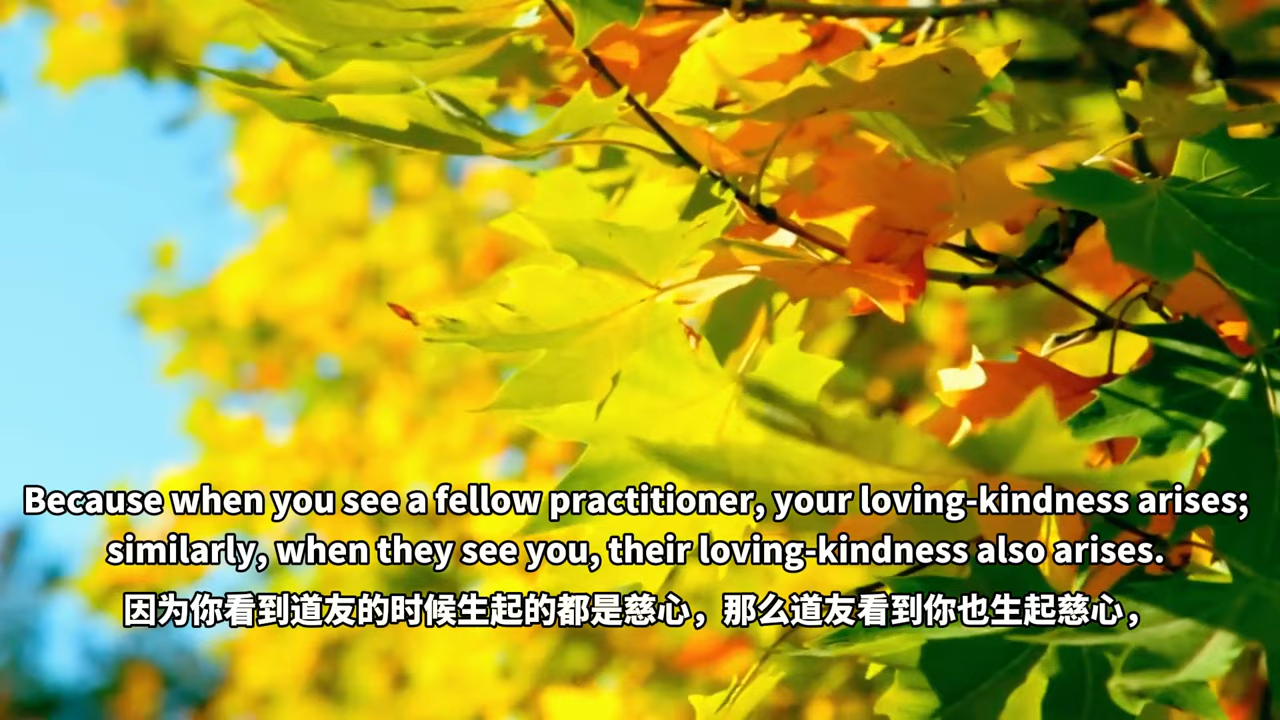 Because when you see a fellow practitioner, your loving-kindness arises;
similarly, when they see you, their loving-kindness also arises.
因为你看到道友的时候生起的都是慈心，那么道友看到你也生起慈心，